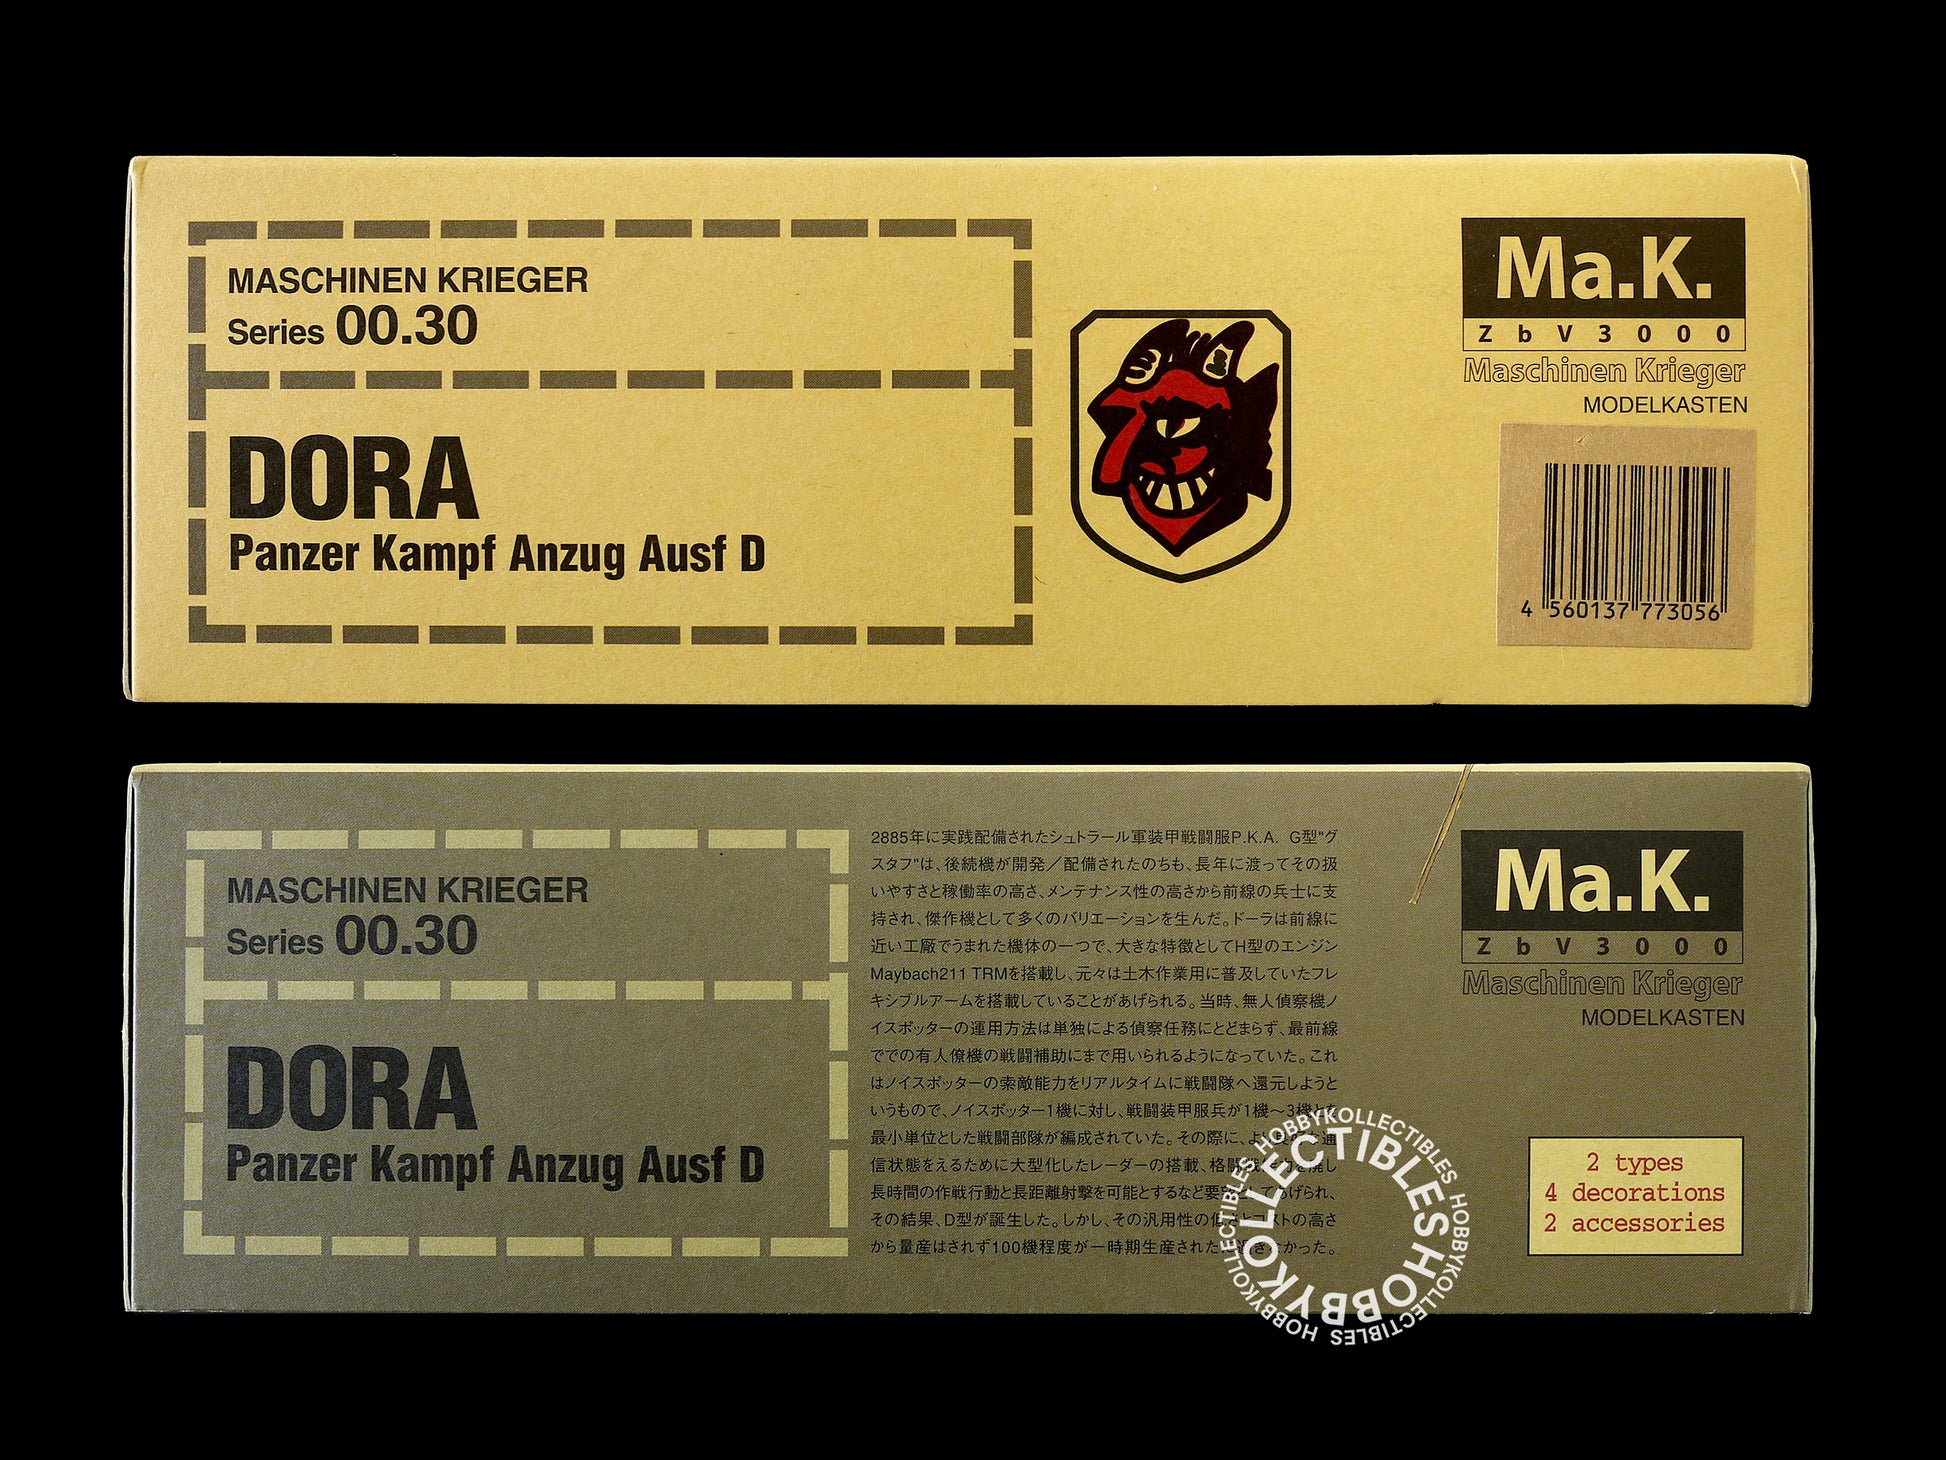 MASCHINEN KRIEGER
Series 00.30
DORA
Panzer Kampf Anzug Ausf D
Ma.K.
ZbV3000
Maschinen Krieger
MODELKASTEN
4 560137 773056
MASCHINEN KRIEGER
Series 00.30
DORA
Panzer Kampf Anzug Ausf D
2885年に実践配備されたシュトラール軍装甲戦闘服P.K.A. G型"グ
スタフ"は、後続機が開発／配備されたのちも、長年に渡ってその扱
いやすさと稼働率の高さ、メンテナンス性の高さから前線の兵士に支
持され、傑作機として多くのバリエーションを生んだ。ドーラは前線に
近い工廠でうまれた機体の一つで、大きな特徴としてH型のエンジン
Maybach211 TRMを搭載し、元々は土木作業用に普及していたフレ
キシブルアームを搭載していることがあげられる。当時、無人偵察機ノ
イスポッターの運用方法は単独による偵察任務にとどまらず、最前線
ででの有人僚機の戦闘補助にまで用いられるようになっていた。これ
はノイスポッターの索敵能力をリアルタイムに戦闘隊へ還元しようと
いうもので、ノイスポッター1機に対し、戦闘装甲服兵が1機〜3機
最小単位とした戦闘部隊が編成されていた。その際に、
信状態をえるために大型化したレーダーの搭載、格闘
長時間の作戦行動と長距離射撃を可能とするなど要 げられ、
その結果、D型が誕生した。しかし、その汎用性の低さとコストの高さ
から量産はされず100機程度が一時期生産された かった。
Ma.K.
ZbV3000
Maschinen Krieger
MODELKASTEN
2 types
4 decorations
2 accessories
HOBBYKOLLECTIBLES HOBBYKOLLECTIBLES HOBBYKOLLECTIBLES
HOBBYKOLLECTIBLES